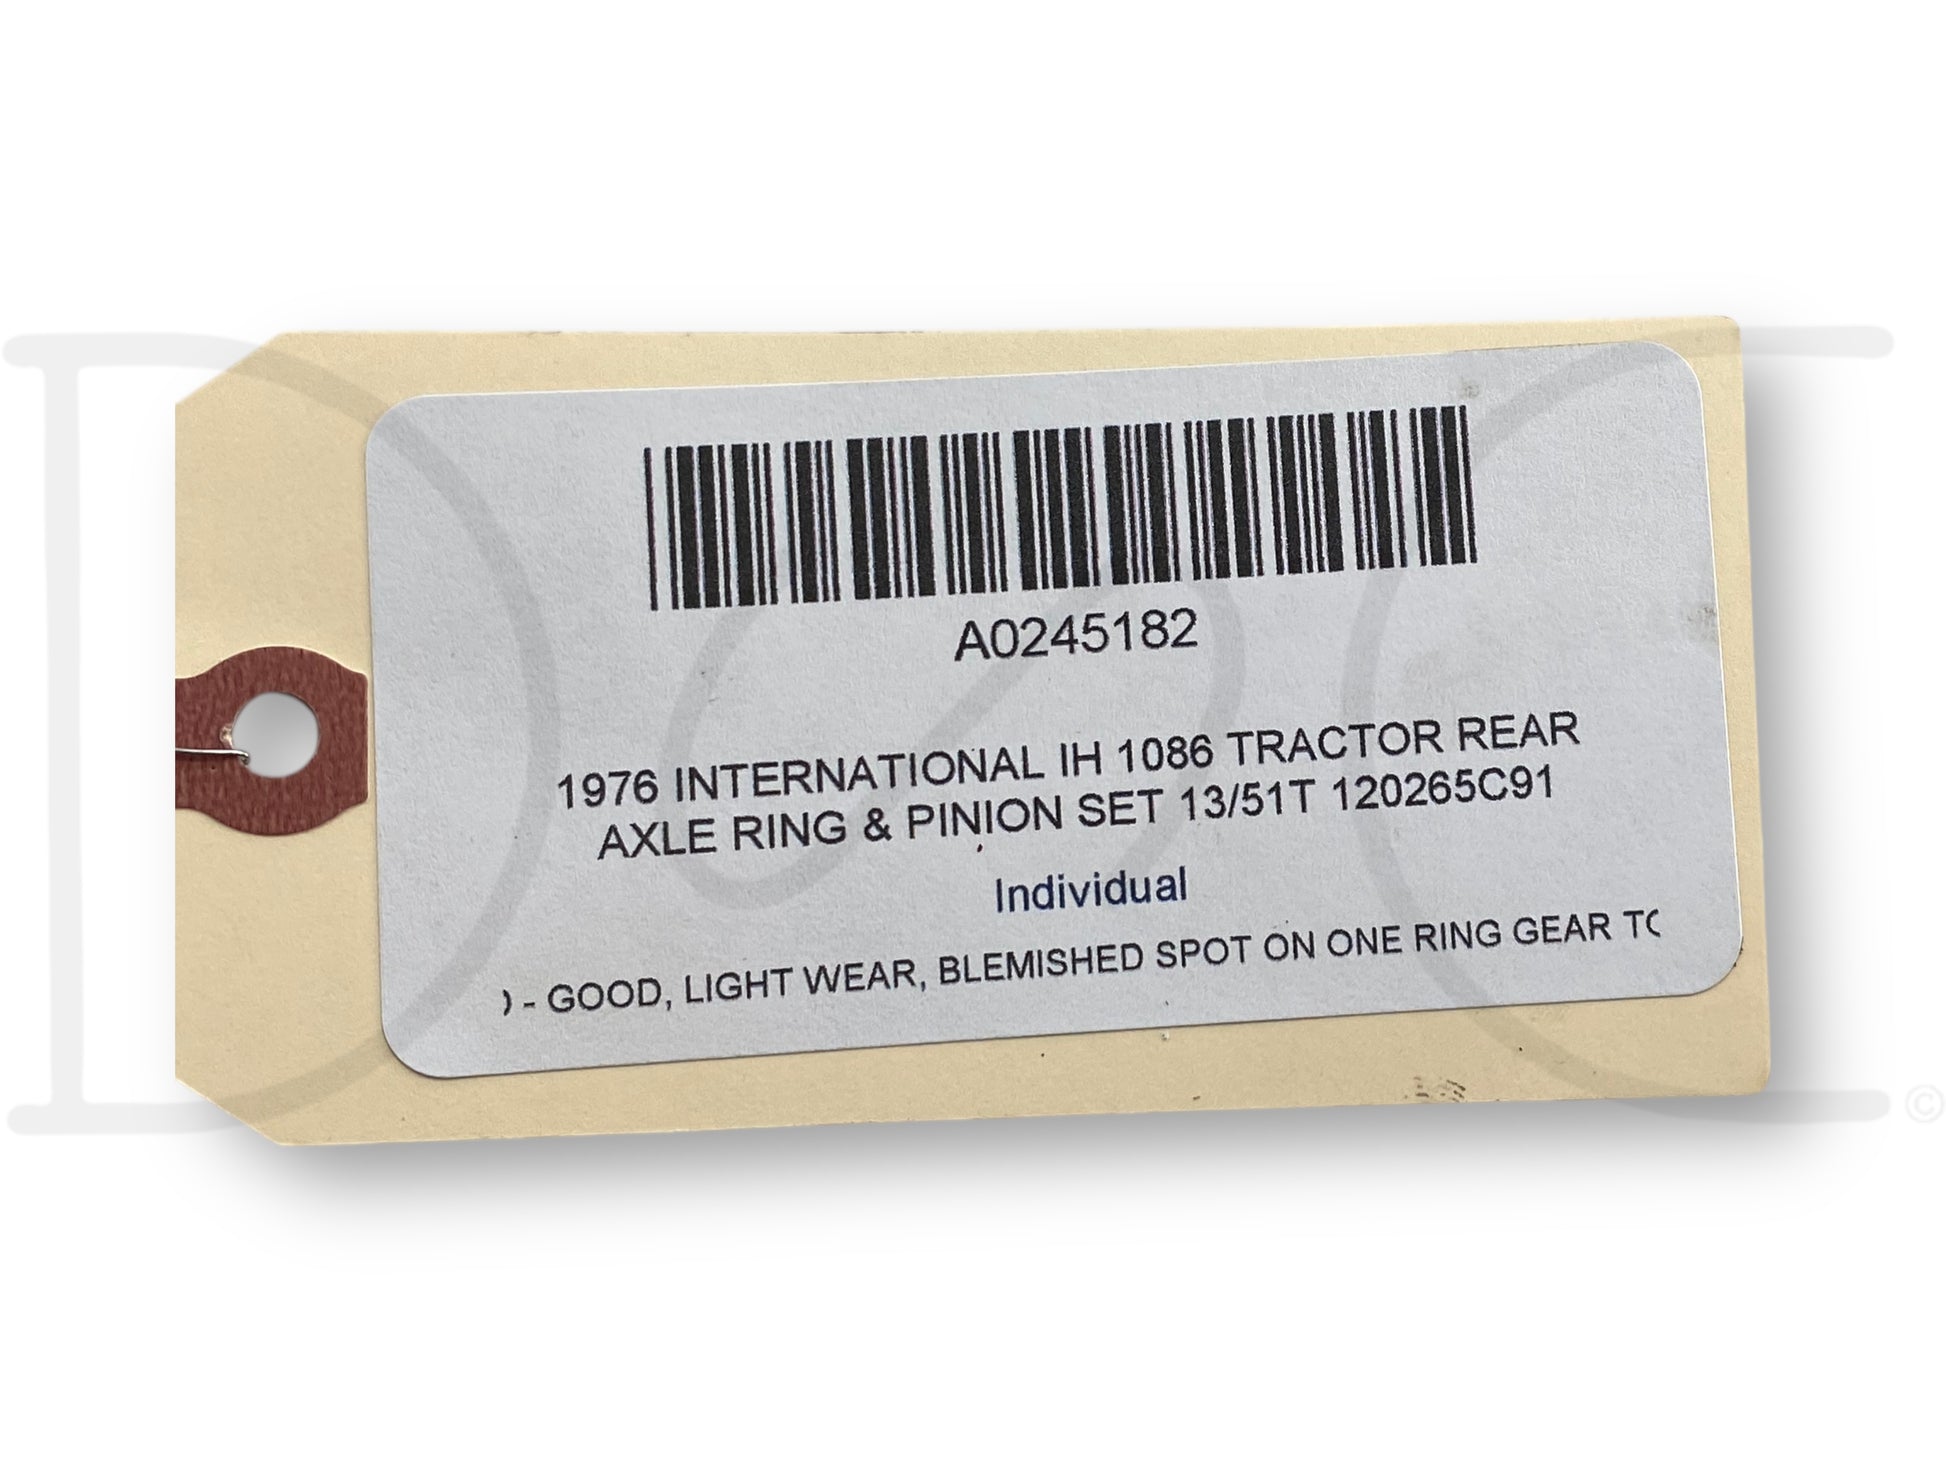 A0245182
1976 INTERNATIONAL IH 1086 TRACTOR REAR
AXLE RING & PINION SET 13/51T 120265C91
Individual
) - GOOD, LIGHT WEAR, BLEMISHED SPOT ON ONE RING GEAR
©